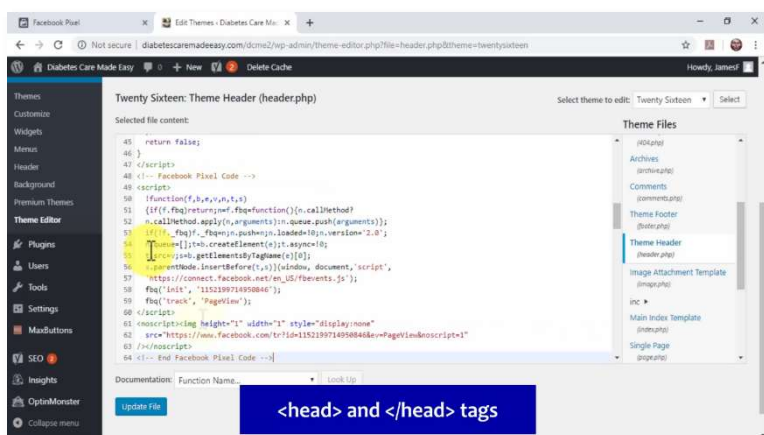 Facebook Pixel
Edit Themes ‹ Diabetes Care Mac
Not secure | diabetescaremadeeasy.com/dcme2/wp-admin/theme-editor.php?file=header.php&theme=twentysixteen
Diabetes Care Made Easy 0 + New 2 Delete Cache
Howdy, JamesF
Themes
Customize
Widgets
Menus
Header
Background
Premium Themes
Theme Editor
Plugins
Users
Tools
Settings
MaxButtons
SEO 2
Insights
OptinMonster
Collapse menu
Twenty Sixteen: Theme Header (header.php)
Select theme to edit: Twenty Sixteen Select
Selected file content:
45 return false;
46 }
47 </script>
48 <!-- Facebook Pixel Code -->
49 <script>
50 !function(f,b,e,v,n,t,s)
51 {if(f.fbq)return;n=f.fbq=function(){n.callMethod?
52 n.callMethod.apply(n,arguments):n.queue.push(arguments)};
53 if(!f._fbq)f._fbq=n;n.push=n;n.loaded=!0;n.version='2.0';
54 n.queue=[];t=b.createElement(e);t.async=!0;
55 t.src=v;s=b.getElementsByTagName(e)[0];
56 s.parentNode.insertBefore(t,s)}(window, document,'script',
57 'https://connect.facebook.net/en_US/fbevents.js');
58 fbq('init', '1152199714950846');
59 fbq('track', 'PageView');
60 </script>
61 <noscript><img height="1" width="1" style="display:none"
62 src="https://www.facebook.com/tr?id=1152199714950846&ev=PageView&noscript=1"
63 /></noscript>
64 <!-- End Facebook Pixel Code -->
Theme Files
(404.php)
Archives
(archive.php)
Comments
(comments.php)
Theme Footer
(footer.php)
Theme Header
(header.php)
Image Attachment Template
(image.php)
inc
Main Index Template
(index.php)
Single Page
(page.php)
Documentation: Function Name... Look Up
Update File
<head> and </head> tags